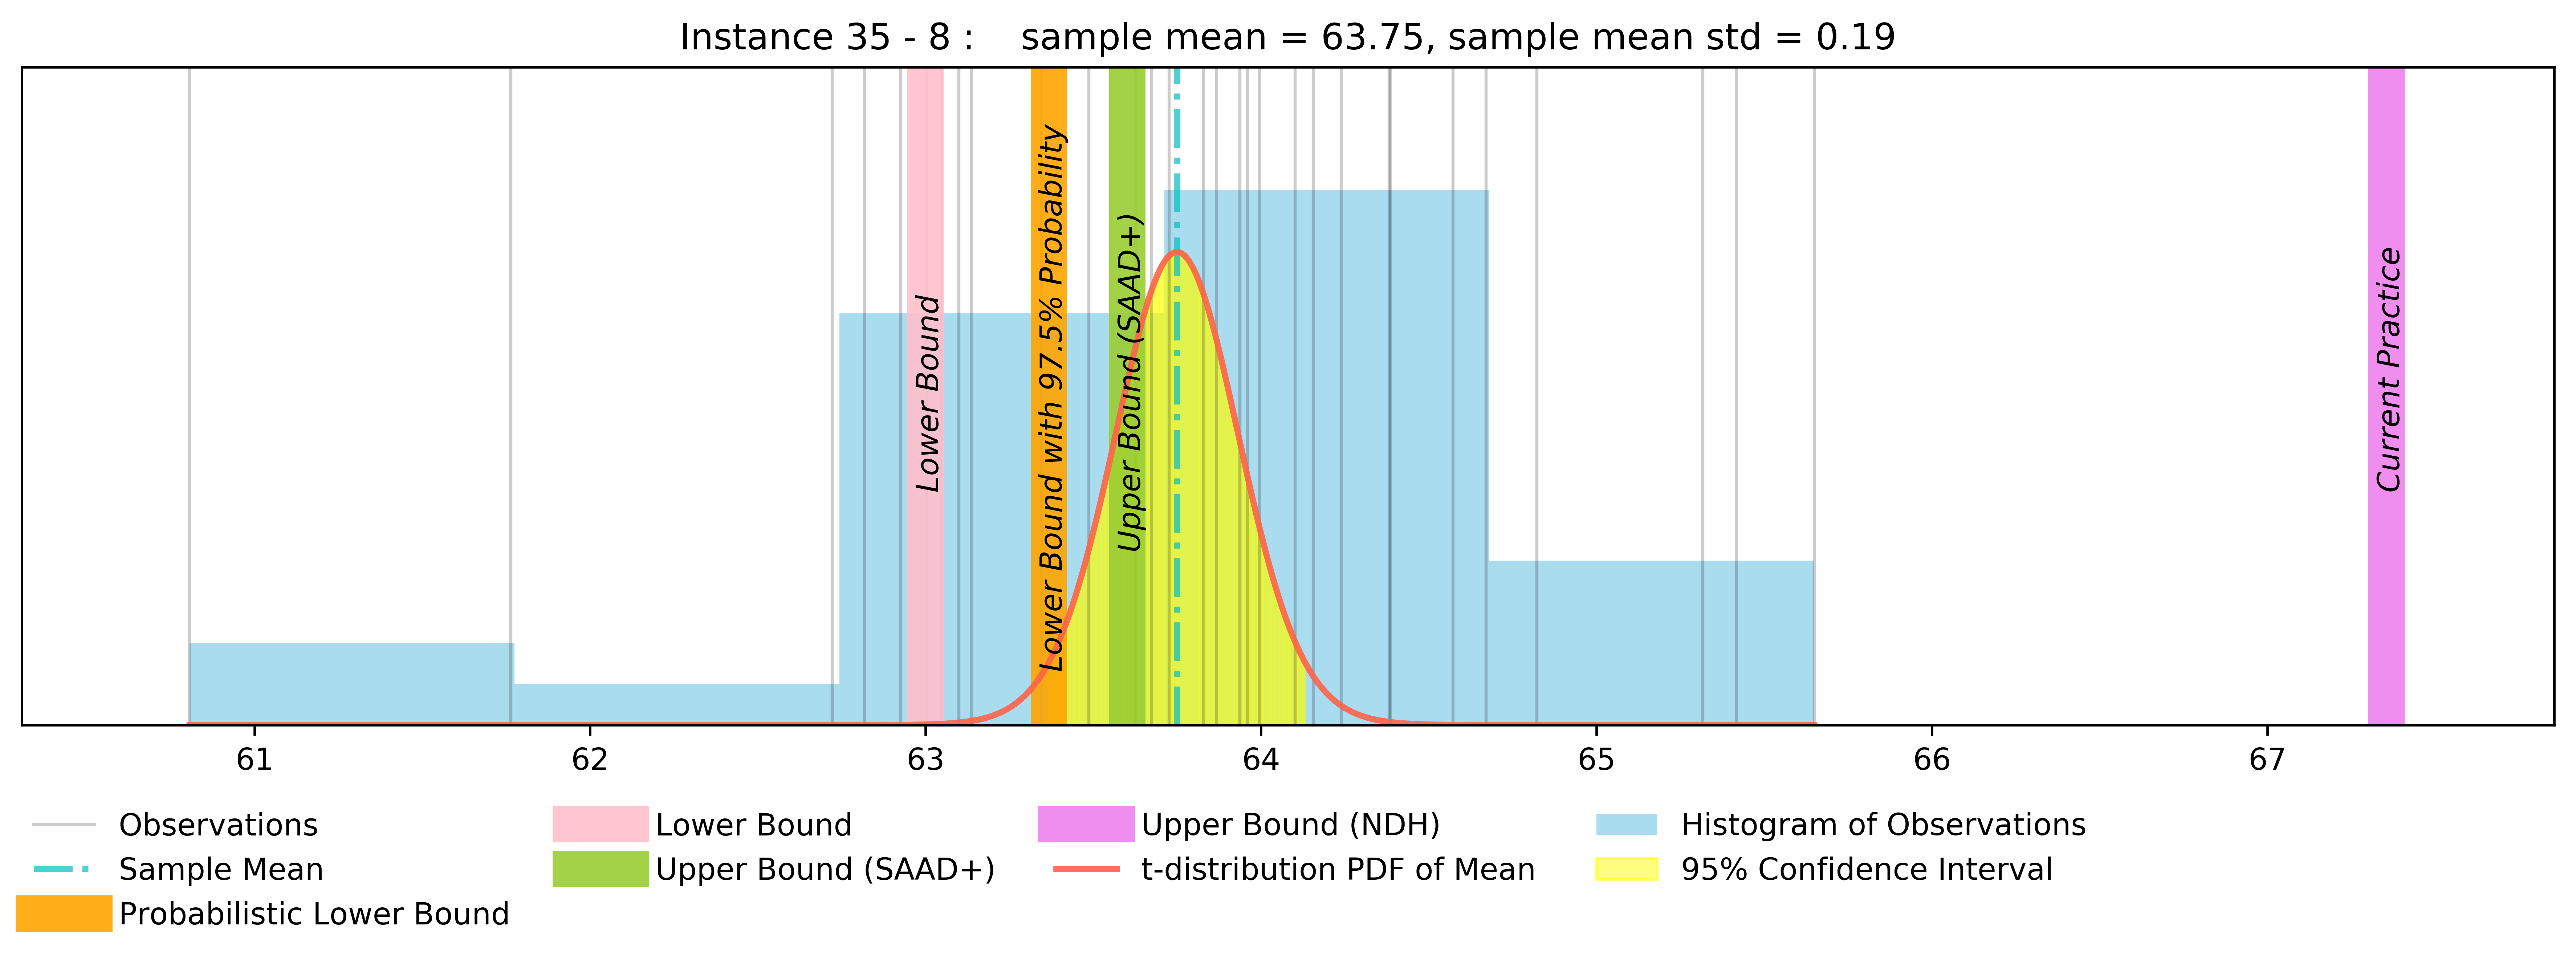 Instance 35 - 8 :    sample mean = 63.75, sample mean std = 0.19
Lower Bound
Lower Bound with 97.5% Probability
Upper Bound (SAAD+)
Current Practice
61 62 63 64 65 66 67
Observations
Sample Mean
Probabilistic Lower Bound
Lower Bound
Upper Bound (SAAD+)
Upper Bound (NDH)
t-distribution PDF of Mean
Histogram of Observations
95% Confidence Interval